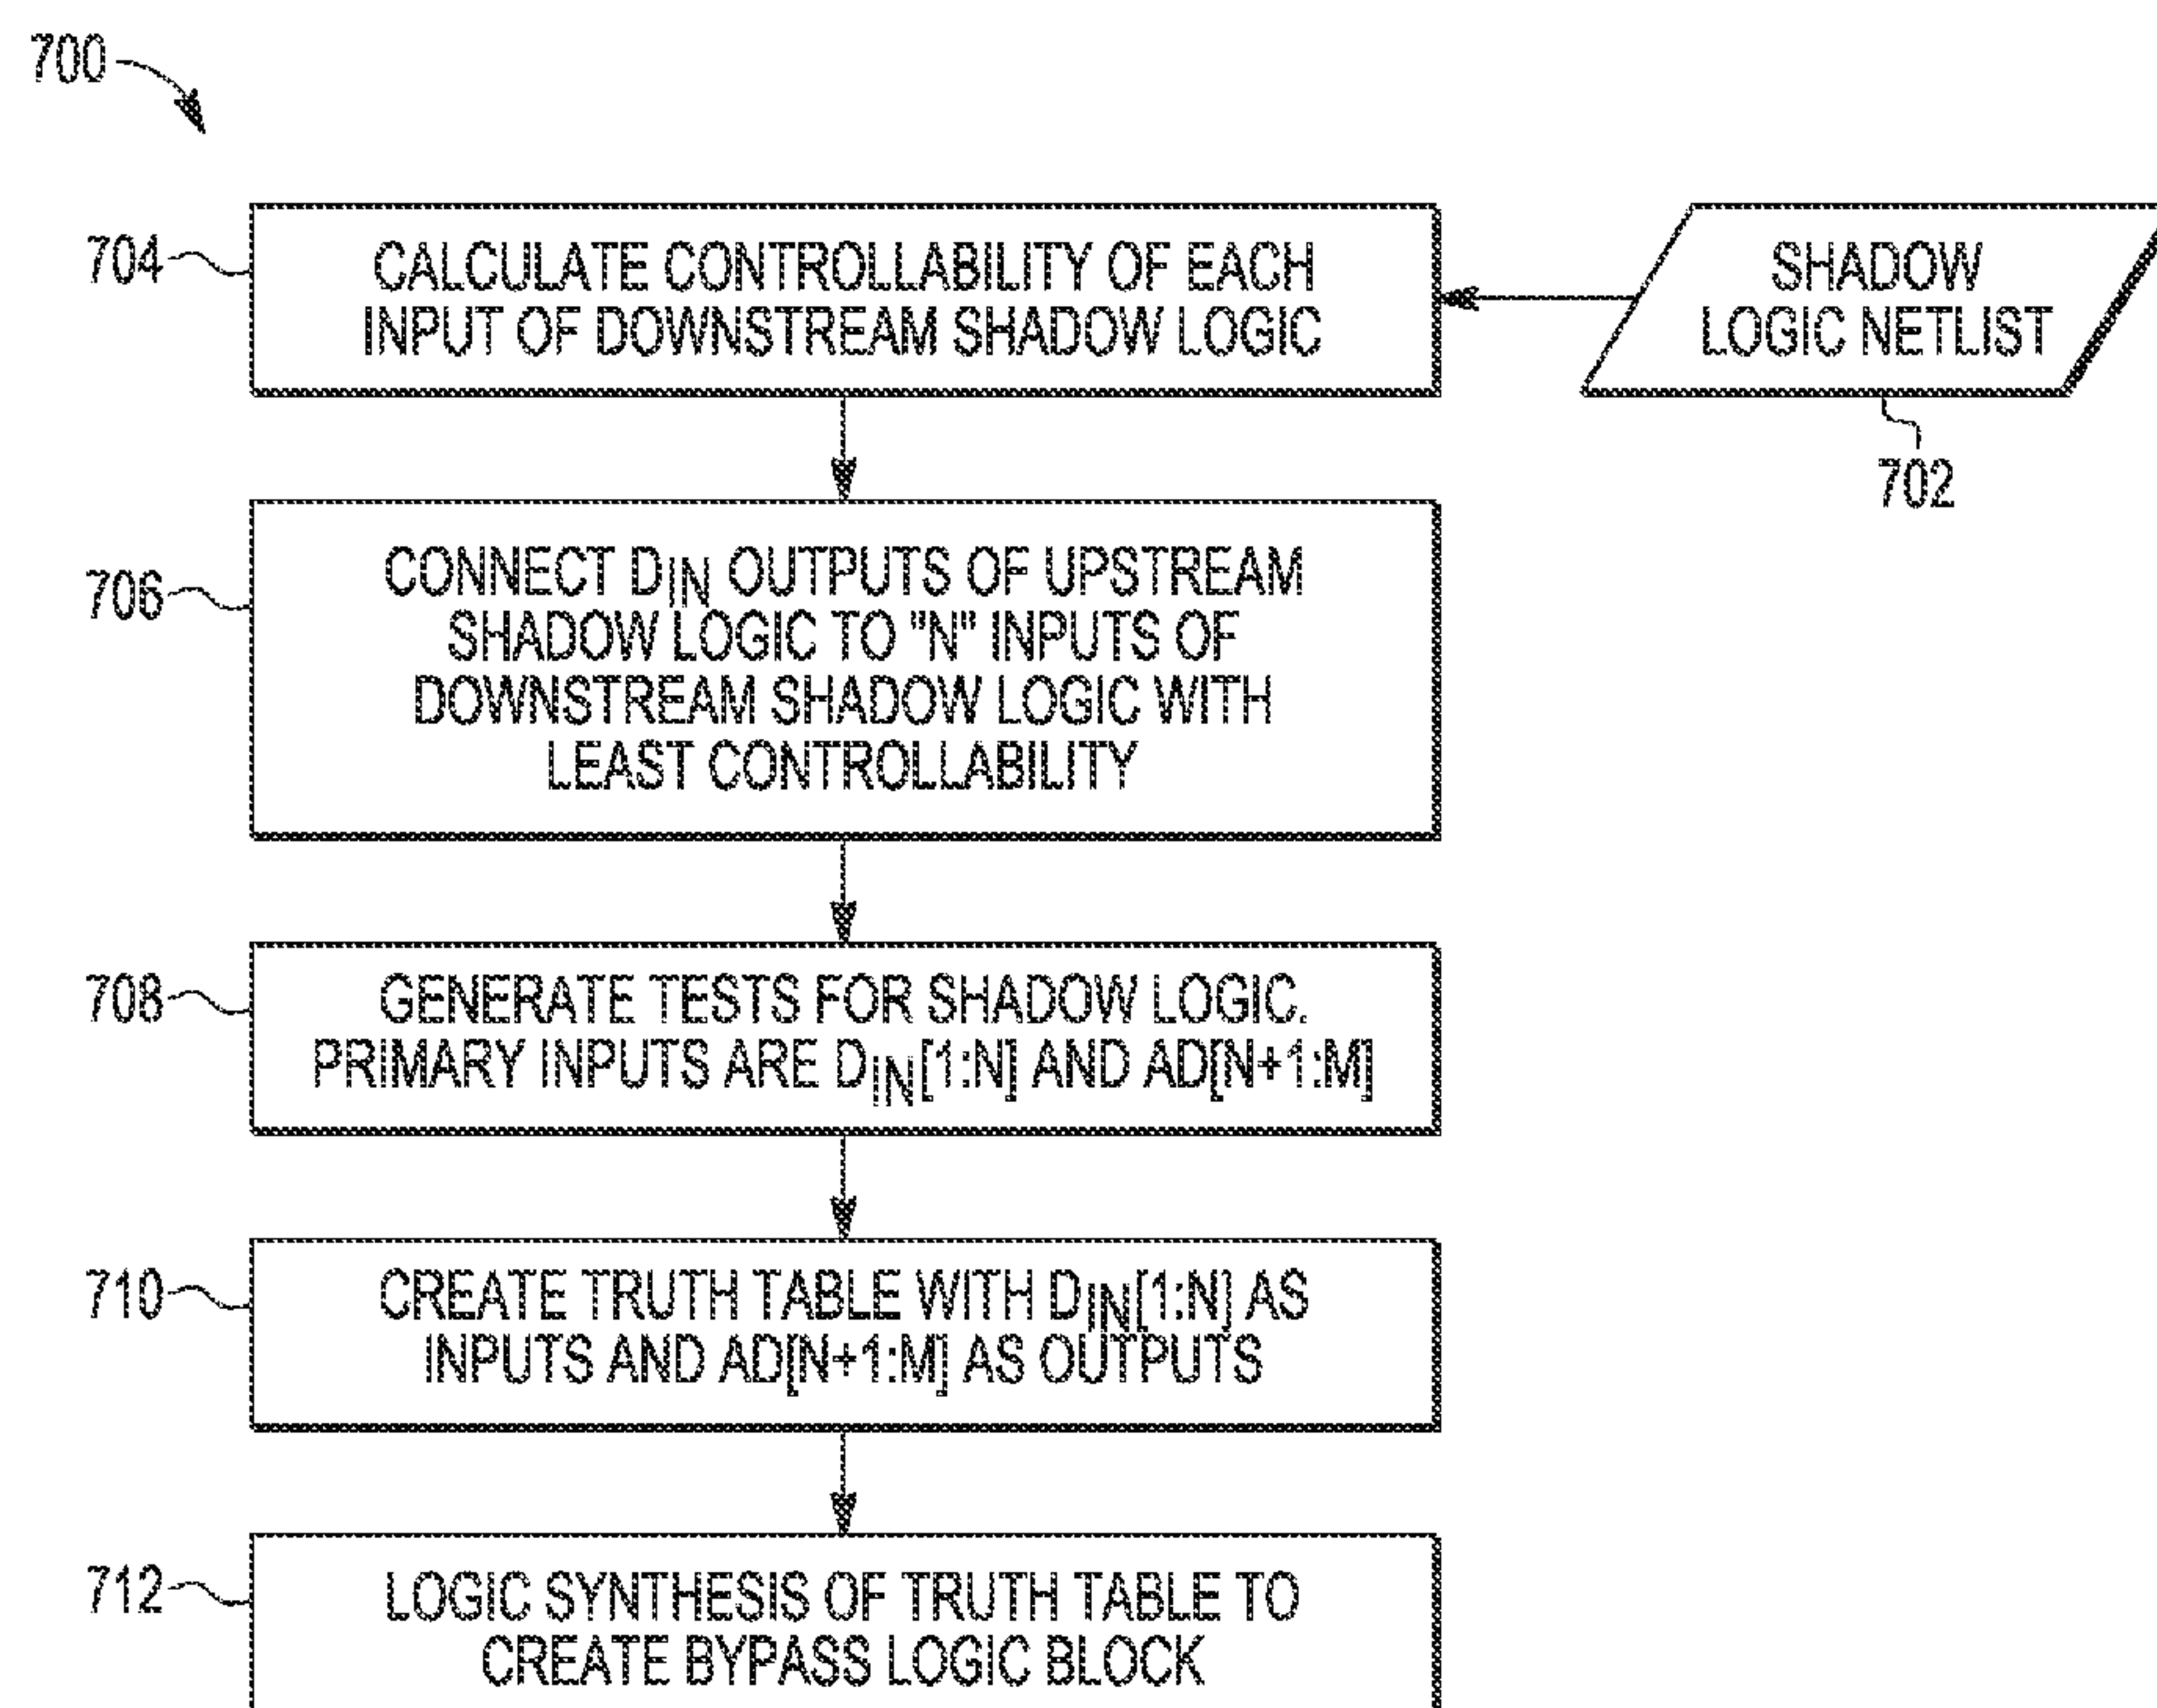 700
704
CALCULATE CONTROLLABILITY OF EACH
INPUT OF DOWNSTREAM SHADOW LOGIC
SHADOW
LOGIC NETLIST
702
706
CONNECT DIN OUTPUTS OF UPSTREAM
SHADOW LOGIC TO "N" INPUTS OF
DOWNSTREAM SHADOW LOGIC WITH
LEAST CONTROLLABILITY
708
GENERATE TESTS FOR SHADOW LOGIC.
PRIMARY INPUTS ARE DIN[1:N] AND AD[N+1:M]
710
CREATE TRUTH TABLE WITH DIN[1:N] AS
INPUTS AND AD[N+1:M] AS OUTPUTS
712
LOGIC SYNTHESIS OF TRUTH TABLE TO
CREATE BYPASS LOGIC BLOCK